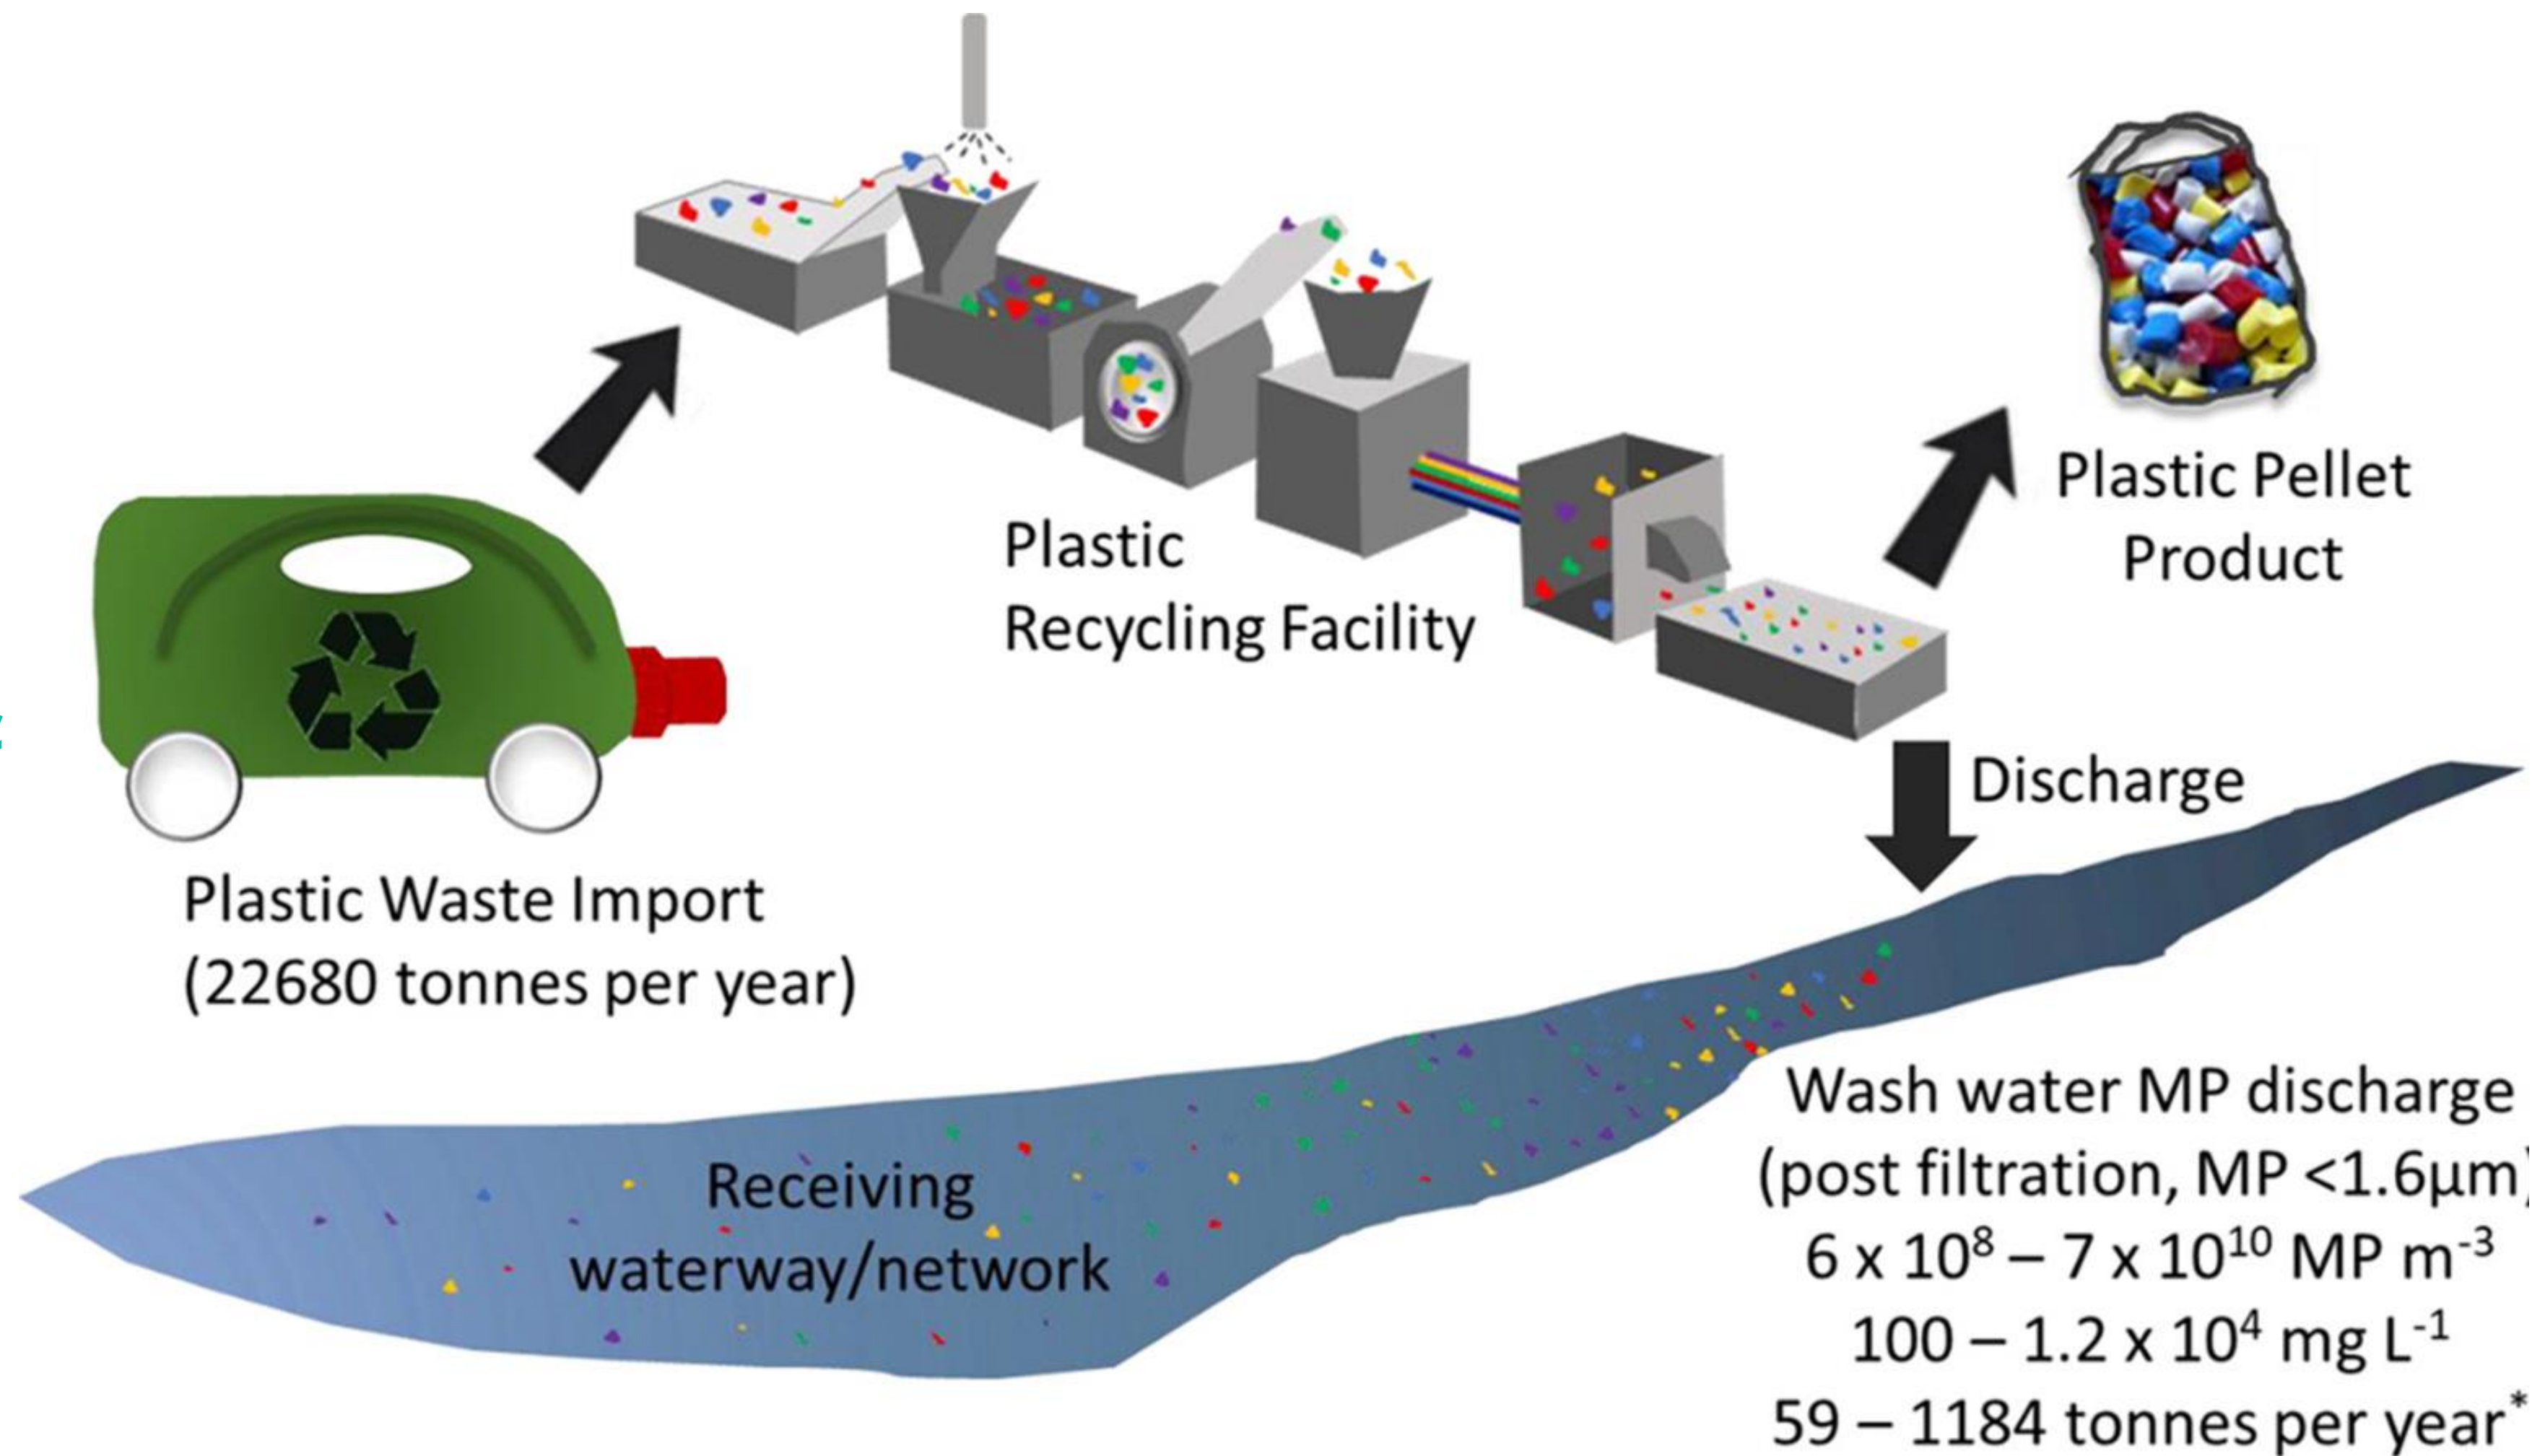 Plastic Pellet
Product
Plastic
Recycling Facility
Discharge
Plastic Waste Import
(22680 tonnes per year)
Receiving
waterway/network
Wash water MP discharge
(post filtration, MP <1.6µm)
6 x 10⁸ – 7 x 10¹⁰ MP m⁻³
100 – 1.2 x 10⁴ mg L⁻¹
59 – 1184 tonnes per year*